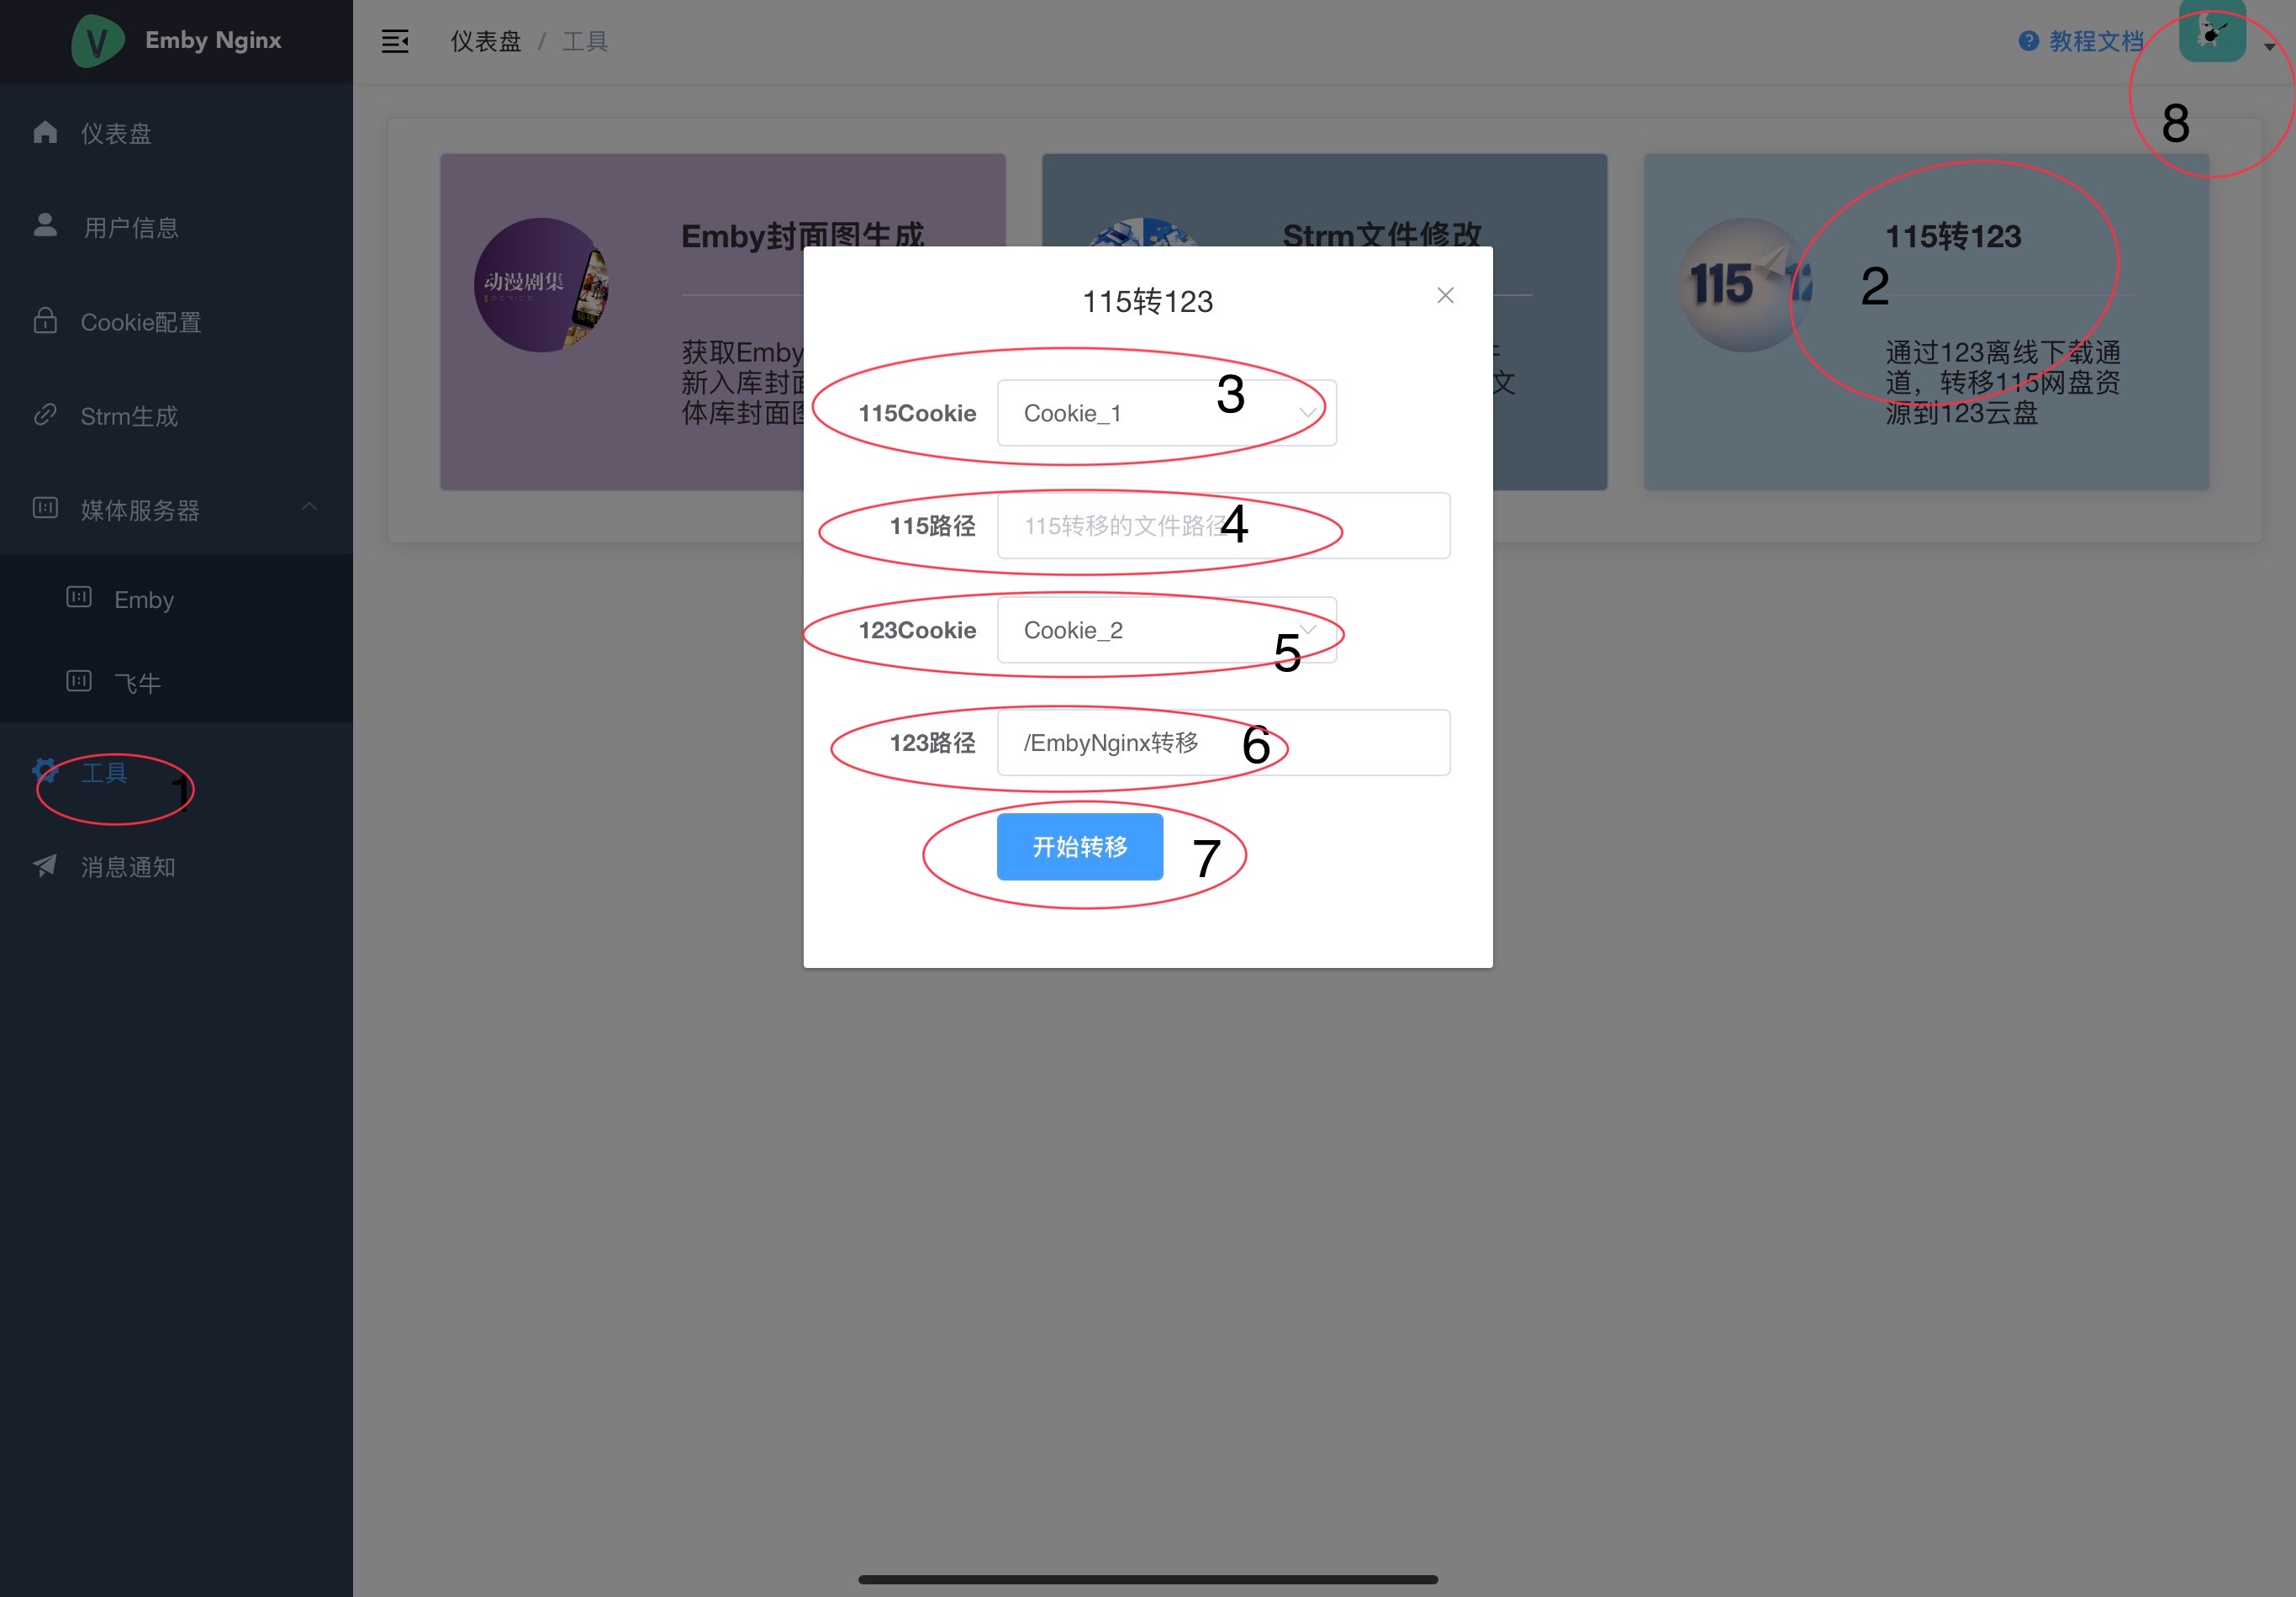 Emby Nginx
仪表盘 / 工具
教程文档
8
仪表盘
用户信息
Cookie配置
Strm生成
媒体服务器
Emby
飞牛
工具
1
消息通知
动漫剧集
Emby封面图生成
获取Emby
新入库封面
体库封面图
Strm文件修改
文
115
115转123
2
通过123离线下载通
道，转移115网盘资
源到123云盘
115转123
115Cookie
Cookie_1
3
115路径
115转移的文件路径
4
123Cookie
Cookie_2
5
123路径
/EmbyNginx转移
6
开始转移
7